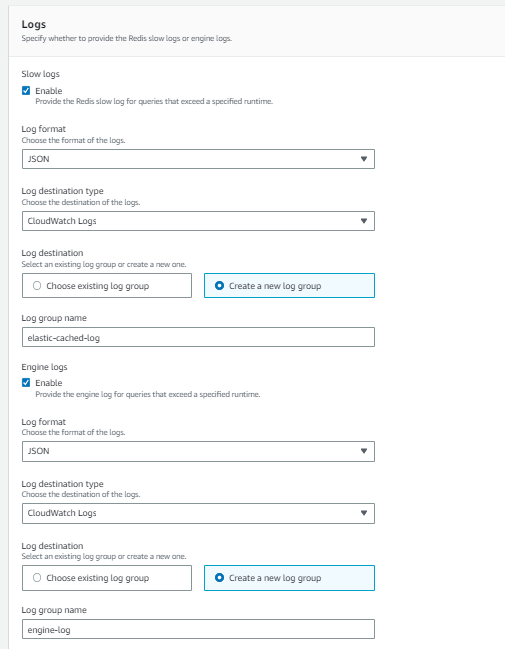 Logs
Specify whether to provide the Redis slow logs or engine logs.
Slow logs
Enable
Provide the Redis slow log for queries that exceed a specified runtime.
Log format
Choose the format of the logs.
JSON
Log destination type
Choose the destination of the logs.
CloudWatch Logs
Log destination
Select an existing log group or create a new one.
Choose existing log group
Create a new log group
Log group name
elastic-cached-log
Engine logs
Enable
Provide the engine log for queries that exceed a specified runtime.
Log format
Choose the format of the logs.
JSON
Log destination type
Choose the destination of the logs.
CloudWatch Logs
Log destination
Select an existing log group or create a new one.
Choose existing log group
Create a new log group
Log group name
engine-log